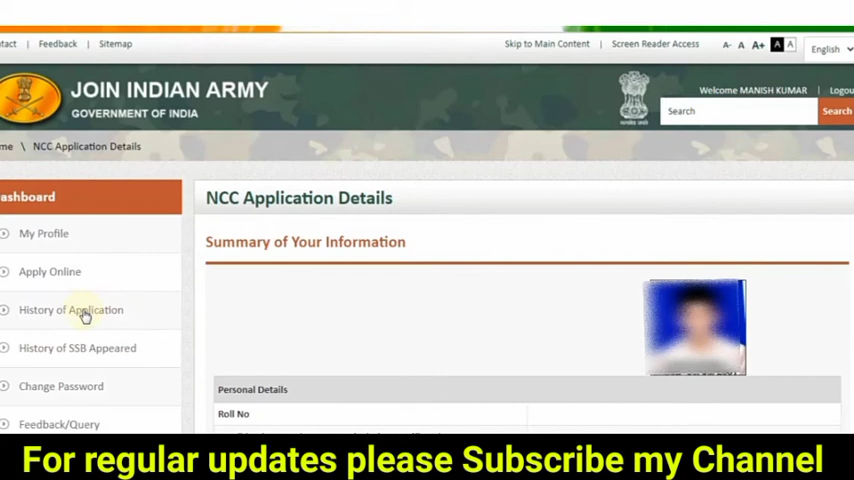 tact | Feedback | Sitemap
Skip to Main Content | Screen Reader Access A- A A+ A A English
JOIN INDIAN ARMY
GOVERNMENT OF INDIA
Welcome MANISH KUMAR | Logou
Search Search
me \ NCC Application Details
ashboard
My Profile
Apply Online
History of Application
History of SSB Appeared
Change Password
Feedback/Query
NCC Application Details
Summary of Your Information
Personal Details
Roll No
For regular updates please Subscribe my Channel